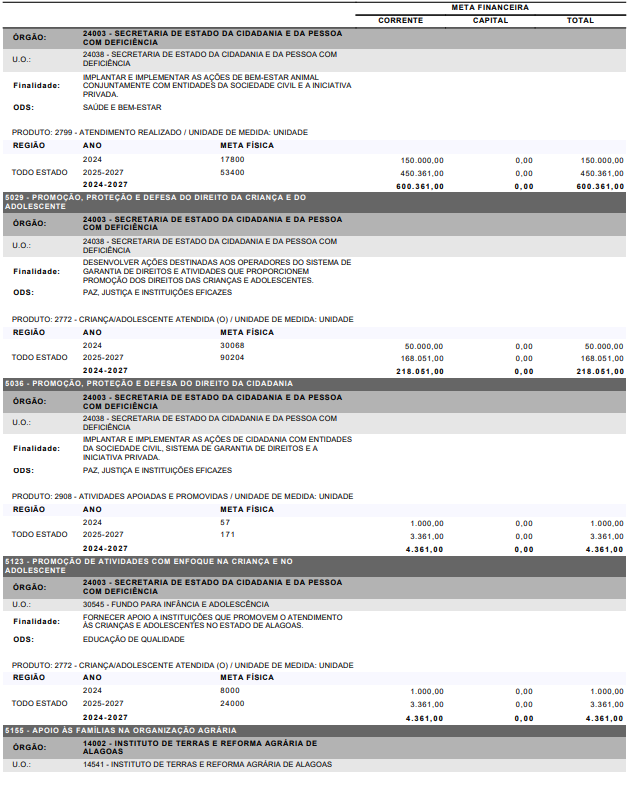 META FINANCEIRA
CORRENTE CAPITAL TOTAL
ÓRGÃO: 24003 - SECRETARIA DE ESTADO DA CIDADANIA E DA PESSOA
COM DEFICIÊNCIA
U.O.: 24038 - SECRETARIA DE ESTADO DA CIDADANIA E DA PESSOA COM
DEFICIÊNCIA
Finalidade: IMPLANTAR E IMPLEMENTAR AS AÇÕES DE BEM-ESTAR ANIMAL
CONJUNTAMENTE COM ENTIDADES DA SOCIEDADE CIVIL E A INICIATIVA
PRIVADA.
ODS: SAÚDE E BEM-ESTAR
PRODUTO: 2799 - ATENDIMENTO REALIZADO / UNIDADE DE MEDIDA: UNIDADE
REGIÃO ANO META FÍSICA
2024 17800 150.000,00 0,00 150.000,00
TODO ESTADO 2025-2027 53400 450.361,00 0,00 450.361,00
2024-2027 600.361,00 0,00 600.361,00
5029 - PROMOÇÃO, PROTEÇÃO E DEFESA DO DIREITO DA CRIANÇA E DO
ADOLESCENTE
ÓRGÃO: 24003 - SECRETARIA DE ESTADO DA CIDADANIA E DA PESSOA
COM DEFICIÊNCIA
U.O.: 24038 - SECRETARIA DE ESTADO DA CIDADANIA E DA PESSOA COM
DEFICIÊNCIA
Finalidade: DESENVOLVER AÇÕES DESTINADAS AOS OPERADORES DO SISTEMA DE
GARANTIA DE DIREITOS E ATIVIDADES QUE PROPORCIONEM
PROMOÇÃO DOS DIREITOS DAS CRIANÇAS E ADOLESCENTES.
ODS: PAZ, JUSTIÇA E INSTITUIÇÕES EFICAZES
PRODUTO: 2772 - CRIANÇA/ADOLESCENTE ATENDIDA (O) / UNIDADE DE MEDIDA: UNIDADE
REGIÃO ANO META FÍSICA
2024 30068 50.000,00 0,00 50.000,00
TODO ESTADO 2025-2027 90204 168.051,00 0,00 168.051,00
2024-2027 218.051,00 0,00 218.051,00
5036 - PROMOÇÃO, PROTEÇÃO E DEFESA DO DIREITO DA CIDADANIA
ÓRGÃO: 24003 - SECRETARIA DE ESTADO DA CIDADANIA E DA PESSOA
COM DEFICIÊNCIA
U.O.: 24038 - SECRETARIA DE ESTADO DA CIDADANIA E DA PESSOA COM
DEFICIÊNCIA
Finalidade: IMPLANTAR E IMPLEMENTAR AS AÇÕES DE CIDADANIA COM ENTIDADES
DA SOCIEDADE CIVIL, SISTEMA DE GARANTIA DE DIREITOS E A
INICIATIVA PRIVADA.
ODS: PAZ, JUSTIÇA E INSTITUIÇÕES EFICAZES
PRODUTO: 2908 - ATIVIDADES APOIADAS E PROMOVIDAS / UNIDADE DE MEDIDA: UNIDADE
REGIÃO ANO META FÍSICA
2024 57 1.000,00 0,00 1.000,00
TODO ESTADO 2025-2027 171 3.361,00 0,00 3.361,00
2024-2027 4.361,00 0,00 4.361,00
5123 - PROMOÇÃO DE ATIVIDADES COM ENFOQUE NA CRIANÇA E NO
ADOLESCENTE
ÓRGÃO: 24003 - SECRETARIA DE ESTADO DA CIDADANIA E DA PESSOA
COM DEFICIÊNCIA
U.O.: 30545 - FUNDO PARA INFÂNCIA E ADOLESCÊNCIA
Finalidade: FORNECER APOIO A INSTITUIÇÕES QUE PROMOVEM O ATENDIMENTO
ÀS CRIANÇAS E ADOLESCENTES NO ESTADO DE ALAGOAS.
ODS: EDUCAÇÃO DE QUALIDADE
PRODUTO: 2772 - CRIANÇA/ADOLESCENTE ATENDIDA (O) / UNIDADE DE MEDIDA: UNIDADE
REGIÃO ANO META FÍSICA
2024 8000 1.000,00 0,00 1.000,00
TODO ESTADO 2025-2027 24000 3.361,00 0,00 3.361,00
2024-2027 4.361,00 0,00 4.361,00
5155 - APOIO ÀS FAMÍLIAS NA ORGANIZAÇÃO AGRÁRIA
ÓRGÃO: 14002 - INSTITUTO DE TERRAS E REFORMA AGRÁRIA DE
ALAGOAS
U.O.: 14541 - INSTITUTO DE TERRAS E REFORMA AGRÁRIA DE ALAGOAS